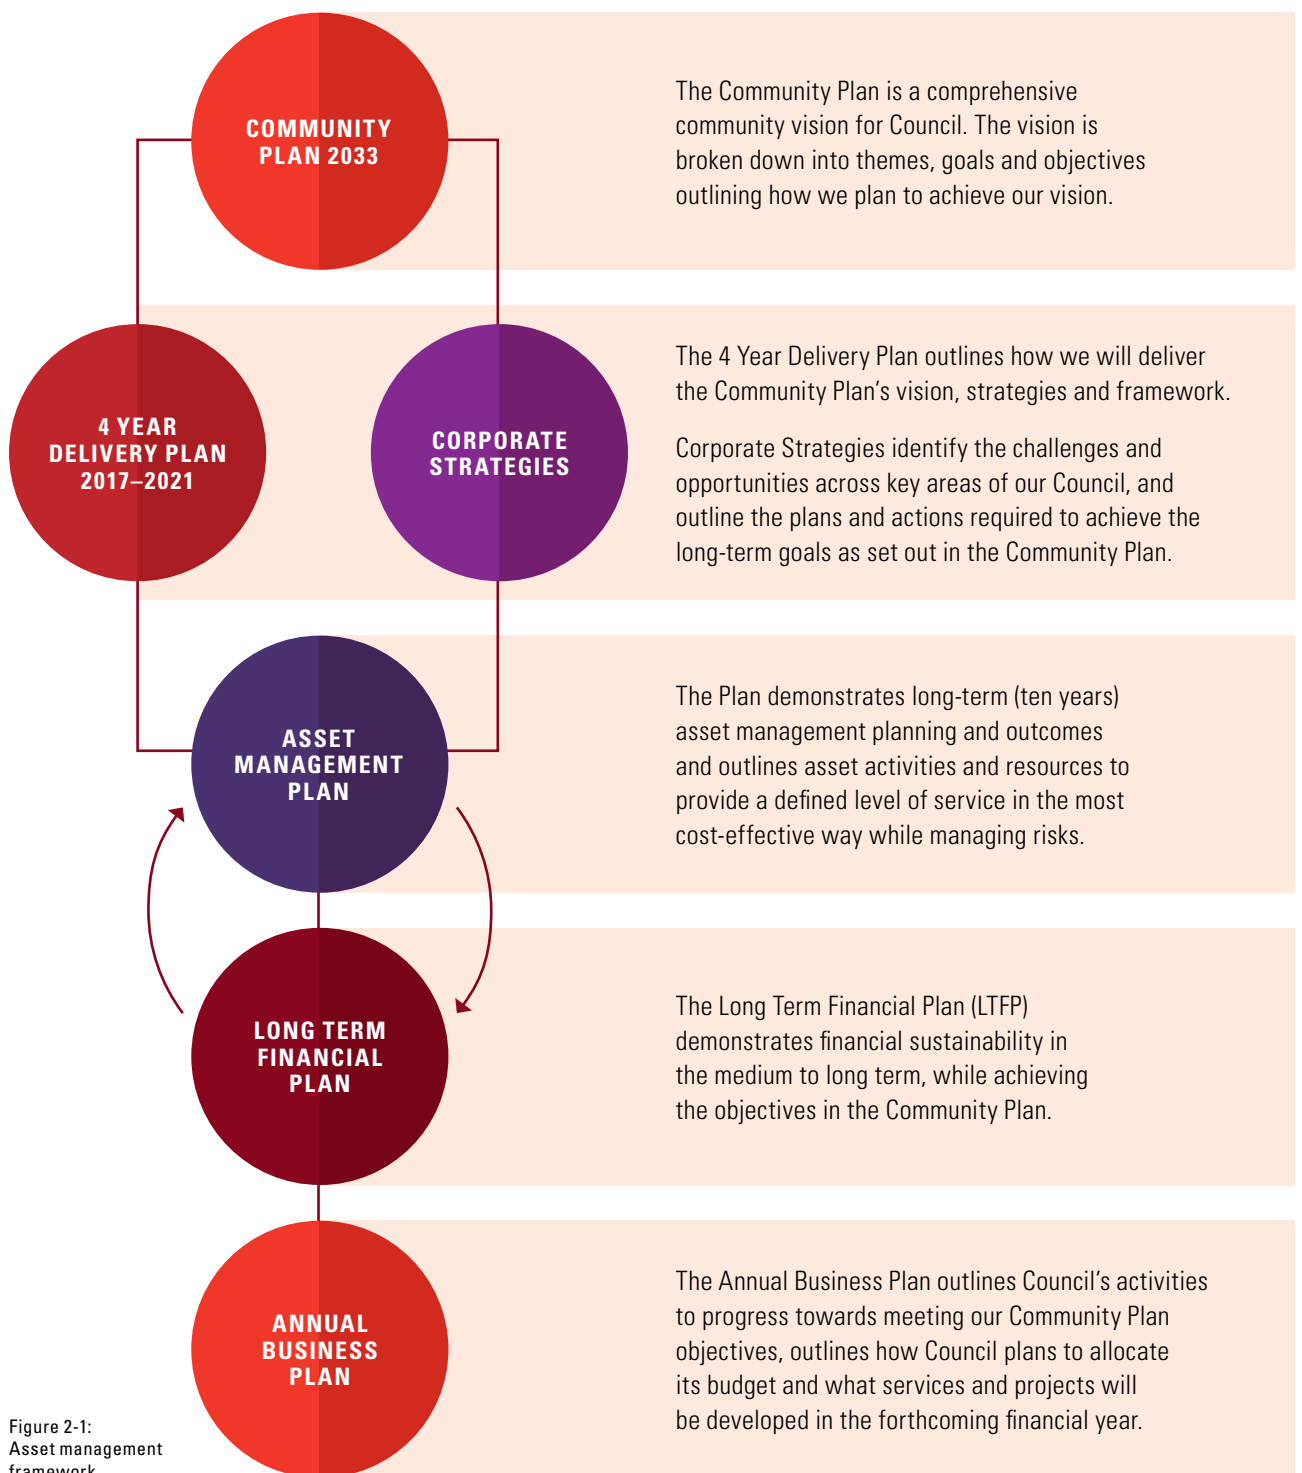 COMMUNITY
PLAN 2033
The Community Plan is a comprehensive
community vision for Council. The vision is
broken down into themes, goals and objectives
outlining how we plan to achieve our vision.
4 YEAR
DELIVERY PLAN
2017–2021
CORPORATE
STRATEGIES
The 4 Year Delivery Plan outlines how we will deliver
the Community Plan’s vision, strategies and framework.
Corporate Strategies identify the challenges and
opportunities across key areas of our Council, and
outline the plans and actions required to achieve the
long-term goals as set out in the Community Plan.
ASSET
MANAGEMENT
PLAN
The Plan demonstrates long-term (ten years)
asset management planning and outcomes
and outlines asset activities and resources to
provide a defined level of service in the most
cost-effective way while managing risks.
LONG TERM
FINANCIAL
PLAN
The Long Term Financial Plan (LTFP)
demonstrates financial sustainability in
the medium to long term, while achieving
the objectives in the Community Plan.
ANNUAL
BUSINESS
PLAN
The Annual Business Plan outlines Council’s activities
to progress towards meeting our Community Plan
objectives, outlines how Council plans to allocate
its budget and what services and projects will
be developed in the forthcoming financial year.
Figure 2-1:
Asset management
framework